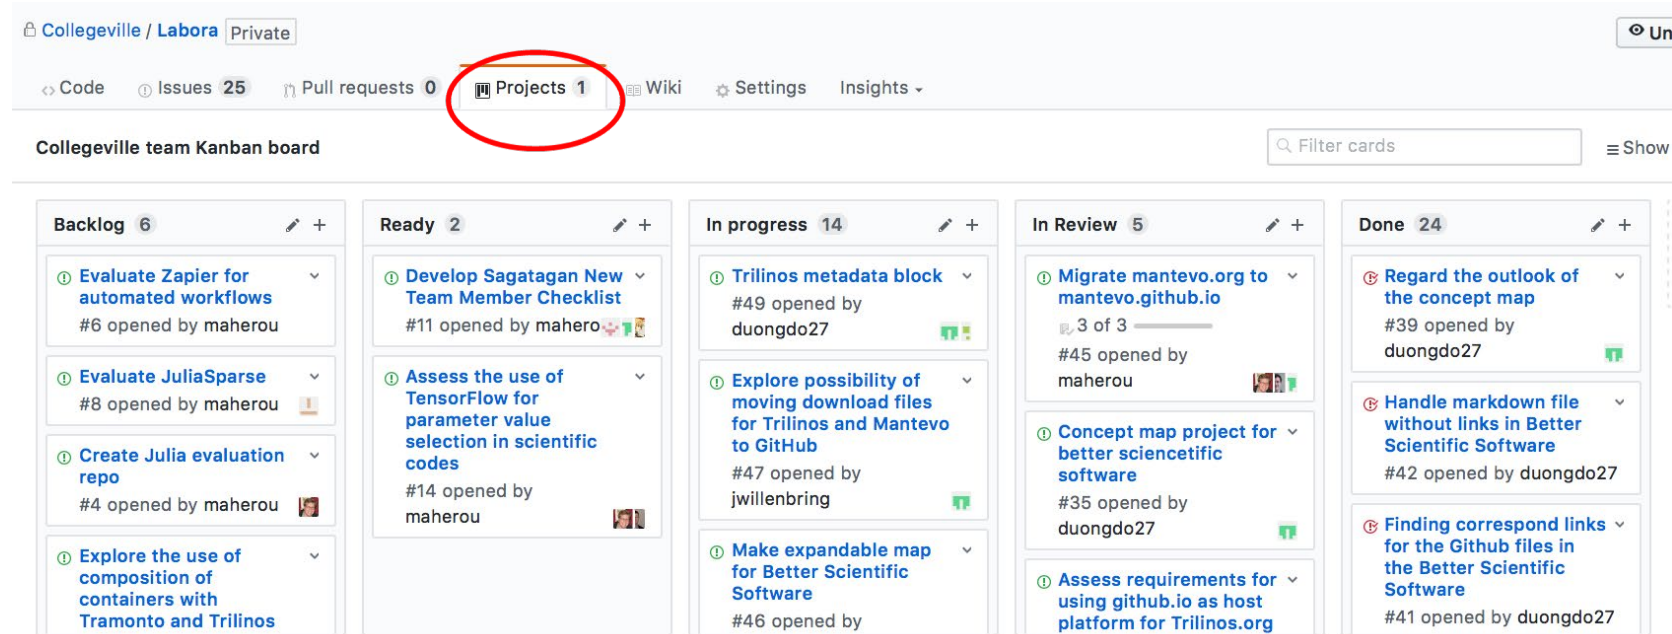 Collegeville / Labora Private
Un
Code
Issues 25
Pull requests 0
Projects 1
Wiki
Settings
Insights
Collegeville team Kanban board
Filter cards
Show
Backlog 6
Evaluate Zapier for
automated workflows
#6 opened by maherou
Evaluate JuliaSparse
#8 opened by maherou
Create Julia evaluation
repo
#4 opened by maherou
Explore the use of
composition of
containers with
Tramonto and Trilinos
Ready 2
Develop Sagatagan New
Team Member Checklist
#11 opened by mahero
Assess the use of
TensorFlow for
parameter value
selection in scientific
codes
#14 opened by
maherou
In progress 14
Trilinos metadata block
#49 opened by
duongdo27
Explore possibility of
moving download files
for Trilinos and Mantevo
to GitHub
#47 opened by
jwillenbring
Make expandable map
for Better Scientific
Software
#46 opened by
In Review 5
Migrate mantevo.org to
mantevo.github.io
3 of 3
#45 opened by
maherou
Concept map project for
better sciencetific
software
#35 opened by
duongdo27
Assess requirements for
using github.io as host
platform for Trilinos.org
Done 24
Regard the outlook of
the concept map
#39 opened by
duongdo27
Handle markdown file
without links in Better
Scientific Software
#42 opened by duongdo27
Finding correspond links
for the Github files in
the Better Scientific
Software
#41 opened by duongdo27